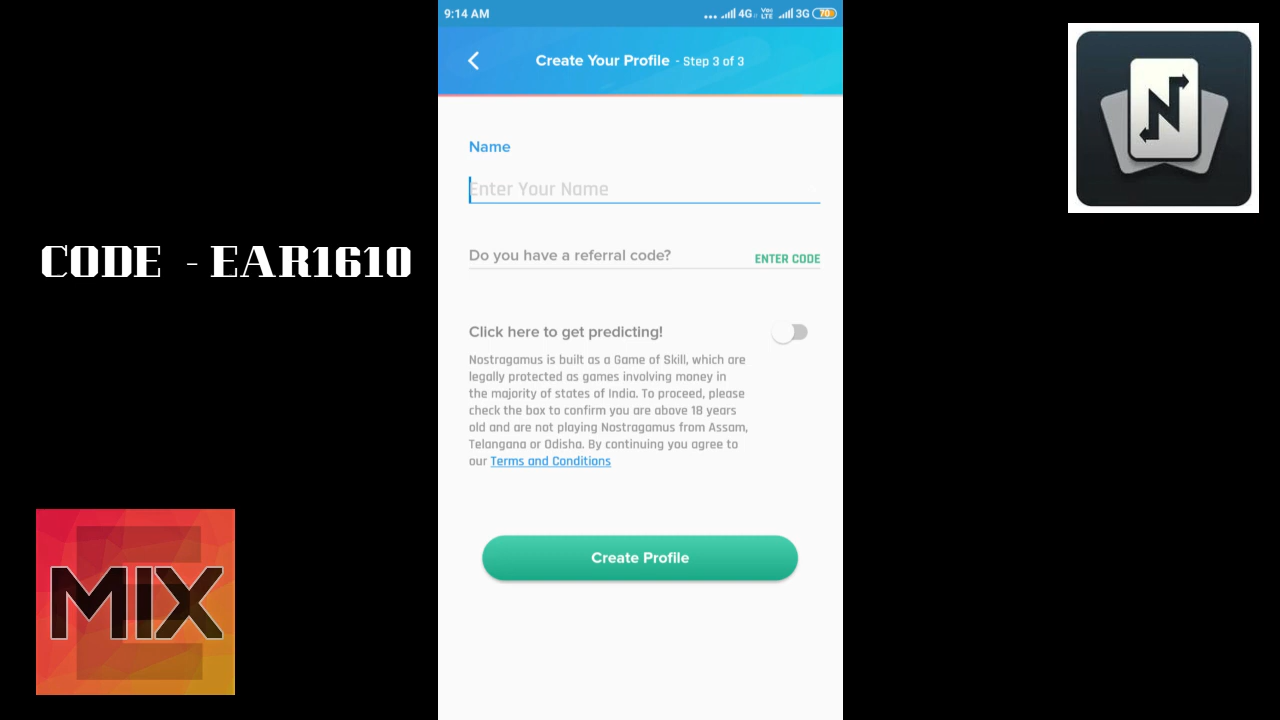 9:14 AM
4G VoLTE 3G 70
Create Your Profile - Step 3 of 3
N
Name
Enter Your Name
CODE - EAR1610
Do you have a referral code? ENTER CODE
Click here to get predicting!
Nostragamus is built as a Game of Skill, which are
legally protected as games involving money in
the majority of states of India. To proceed, please
check the box to confirm you are above 18 years
old and are not playing Nostragamus from Assam,
Telangana or Odisha. By continuing you agree to
our Terms and Conditions
Create Profile
E
MIX